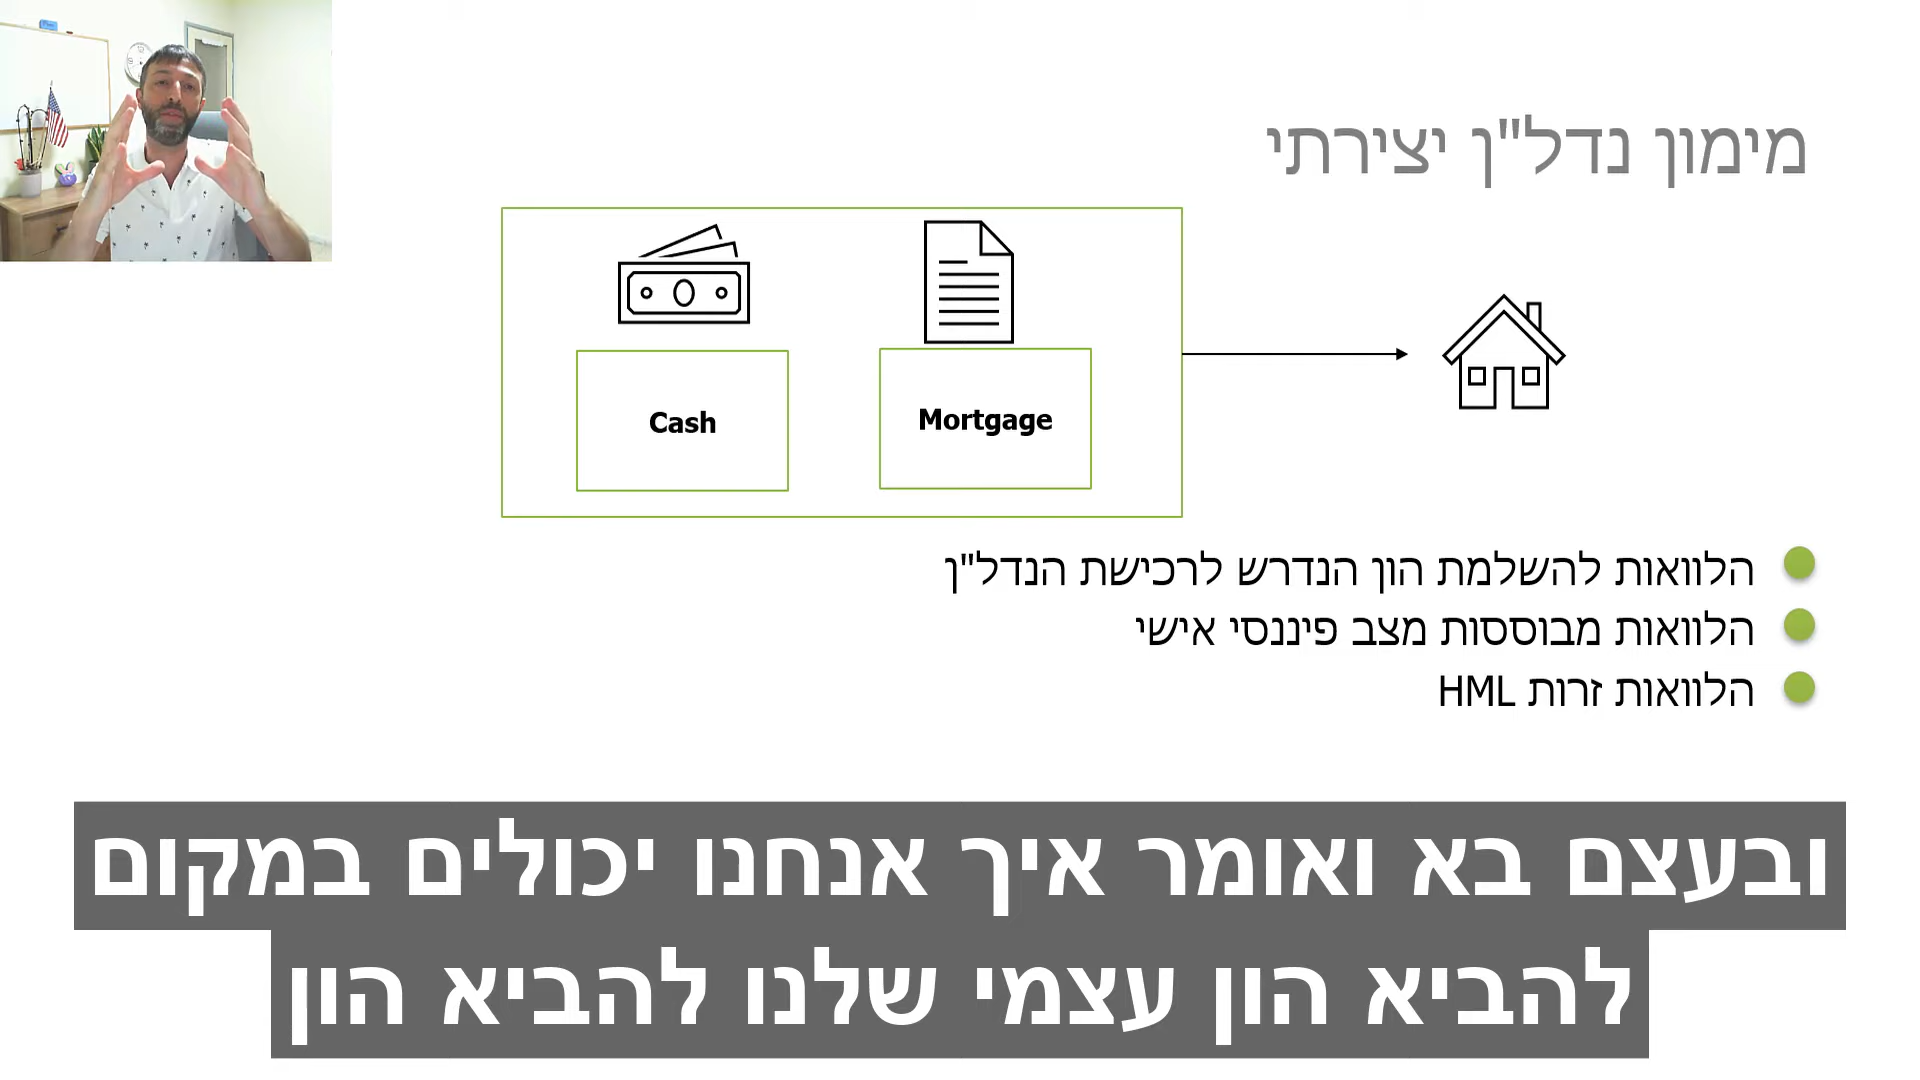 מימון נדל"ן יצירתי
Cash
Mortgage
הלוואות להשלמת הון הנדרש לרכישת הנדל"ן
הלוואות מבוססות מצב פיננסי אישי
הלוואות זרות HML
ובעצם בא ואומר איך אנחנו יכולים במקום
להביא הון עצמי שלנו להביא הון